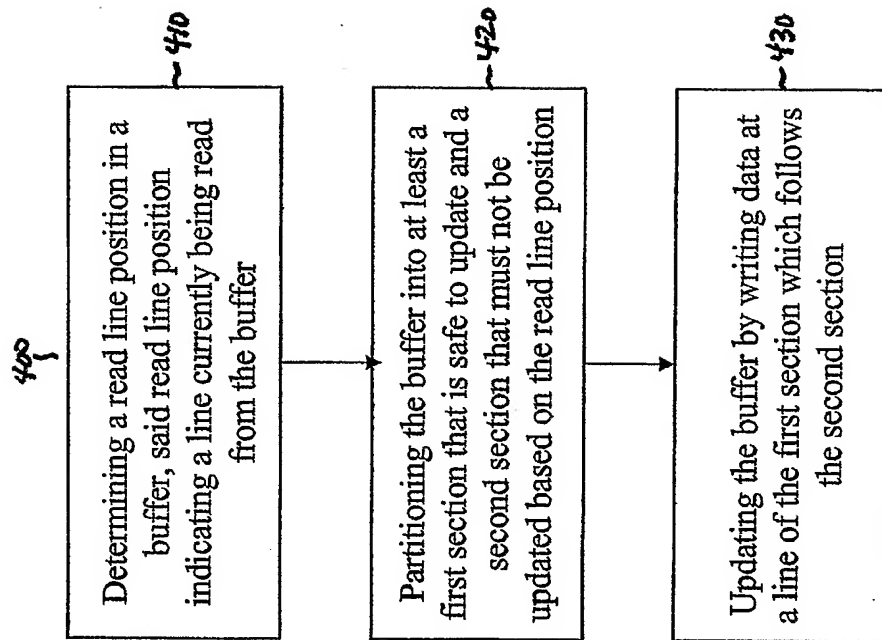 400
Determining a read line position in a
buffer, said read line position
indicating a line currently being read
from the buffer
410
Partitioning the buffer into at least a
first section that is safe to update and a
second section that must not be
updated based on the read line position
420
Updating the buffer by writing data at
a line of the first section which follows
the second section
430